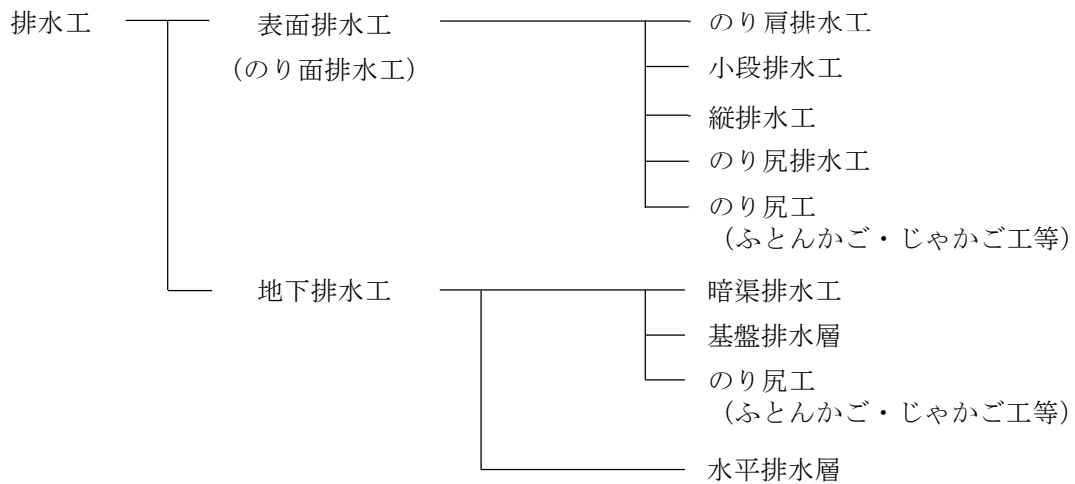 排水工
表面排水工
(のり面排水工)
のり肩排水工
小段排水工
縦排水工
のり尻排水工
のり尻工
(ふとんかご・じゃかご工等)
地下排水工
暗渠排水工
基盤排水層
のり尻工
(ふとんかご・じゃかご工等)
水平排水層